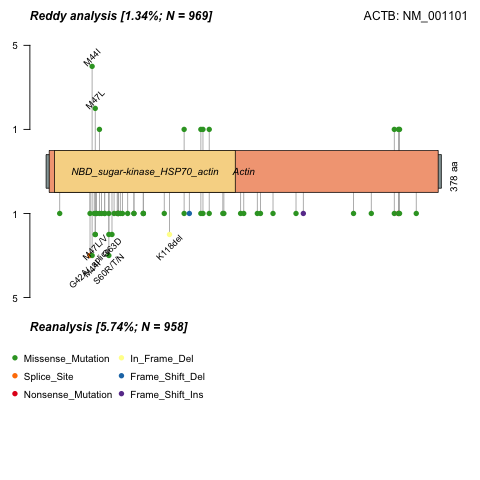 Reddy analysis [1.34%; N = 969]
ACTB: NM_001101
5
M44I
M47L
1
NBD_sugar-kinase_HSP70_actin
Actin
378 aa
1
M47L/V
G63D
K118del
S60R/T/N
5
Reanalysis [5.74%; N = 958]
Missense_Mutation
In_Frame_Del
Splice_Site
Frame_Shift_Del
Nonsense_Mutation
Frame_Shift_Ins